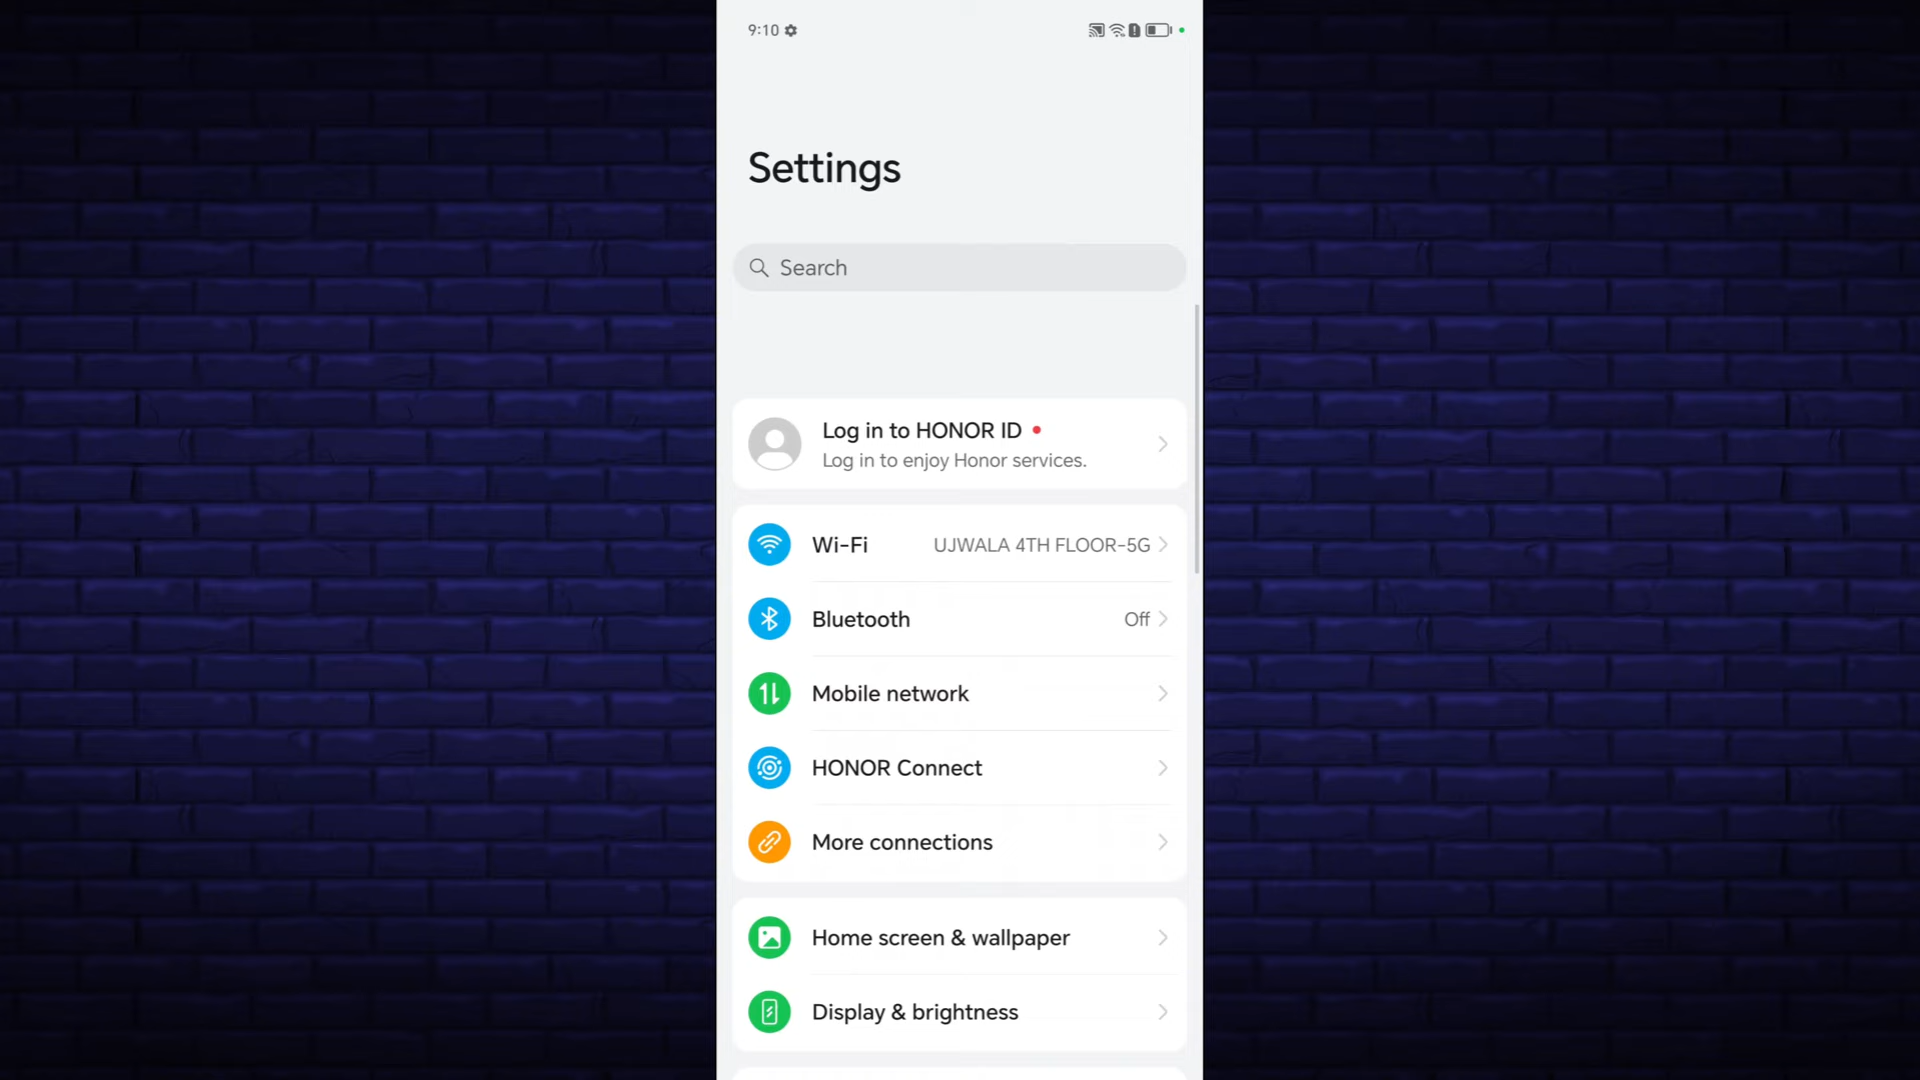 9:10
Settings
Search
Log in to HONOR ID
Log in to enjoy Honor services.
Wi-Fi UJWALA 4TH FLOOR-5G
Bluetooth Off
Mobile network
HONOR Connect
More connections
Home screen & wallpaper
Display & brightness